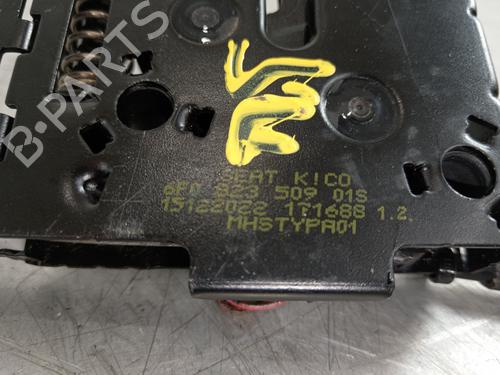 B-PARTS
SEAT KICO
6F0 823 509 01S
15122022 171688 1.2.
MHSTYPA01